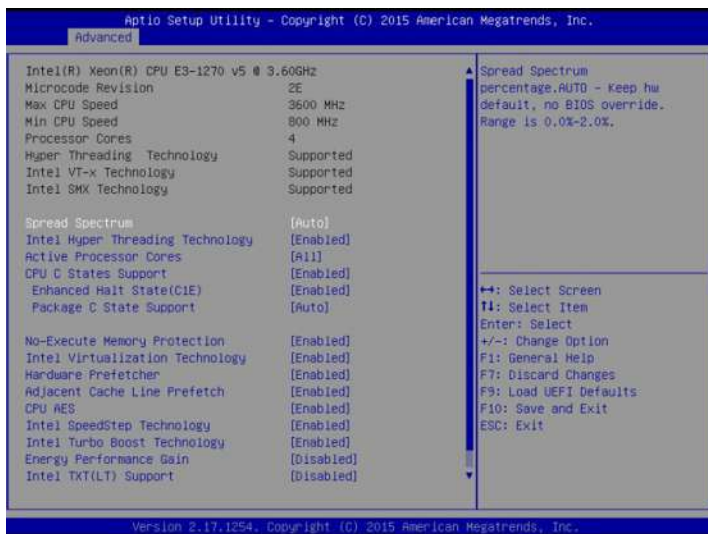 Aptio Setup Utility – Copyright (C) 2015 American Megatrends, Inc.
Advanced
Intel(R) Xeon(R) CPU E3-1270 v5 @ 3.60GHz
Microcode Revision 2E
Max CPU Speed 3600 MHz
Min CPU Speed 800 MHz
Processor Cores 4
Hyper Threading Technology Supported
Intel VT-x Technology Supported
Intel SMX Technology Supported
Spread Spectrum [Auto]
Intel Hyper Threading Technology [Enabled]
Active Processor Cores [All]
CPU C States Support [Enabled]
Enhanced Halt State(C1E) [Enabled]
Package C State Support [Auto]
No-Execute Memory Protection [Enabled]
Intel Virtualization Technology [Enabled]
Hardware Prefetcher [Enabled]
Adjacent Cache Line Prefetch [Enabled]
CPU AES [Enabled]
Intel SpeedStep Technology [Enabled]
Intel Turbo Boost Technology [Enabled]
Energy Performance Gain [Disabled]
Intel TXT(LT) Support [Disabled]
Spread Spectrum
percentage.AUTO – Keep hw
default, no BIOS override.
Range is 0.0%-2.0%.
↔: Select Screen
↑↓: Select Item
Enter: Select
+/-: Change Option
F1: General Help
F7: Discard Changes
F9: Load UEFI Defaults
F10: Save and Exit
ESC: Exit
Version 2.17.1254. Copyright (C) 2015 American Megatrends, Inc.